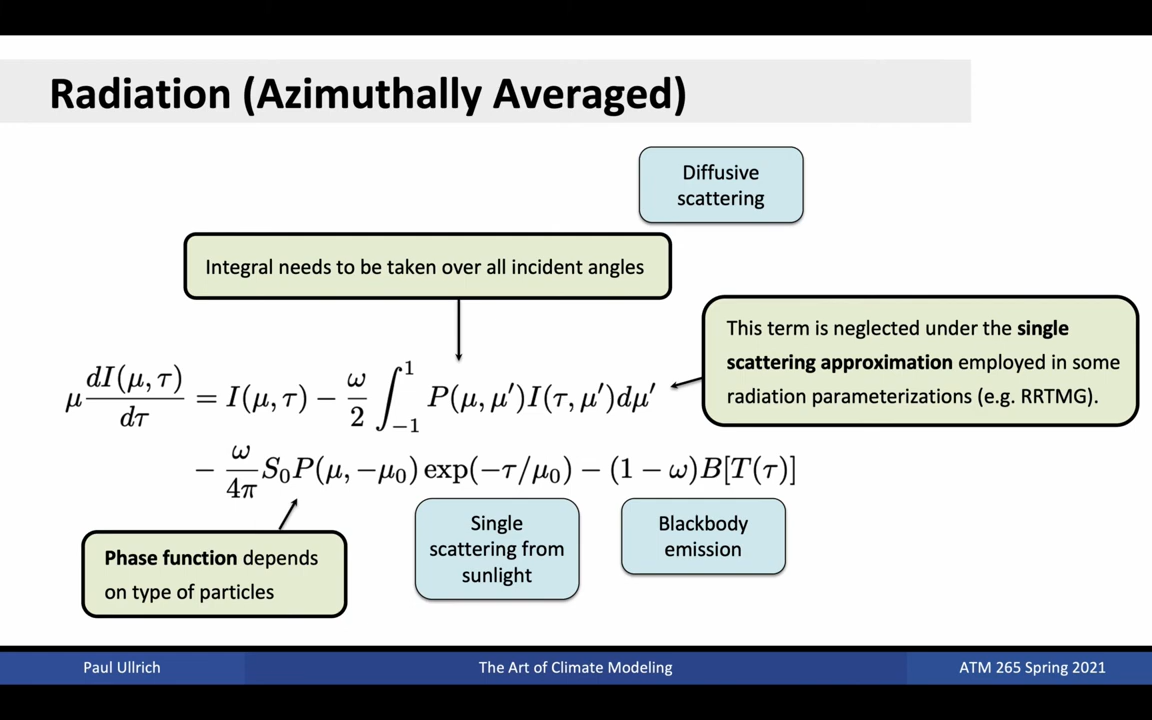 Radiation (Azimuthally Averaged)
Diffusive
scattering
Integral needs to be taken over all incident angles
This term is neglected under the single
scattering approximation employed in some
radiation parameterizations (e.g. RRTMG).
μ dI(μ, τ)/dτ = I(μ, τ) − ω/2 ∫_{−1}^{1} P(μ, μ′)I(τ, μ′)dμ′
− ω/4π S₀P(μ, −μ₀) exp(−τ/μ₀) − (1 − ω)B[T(τ)]
Phase function depends
on type of particles
Single
scattering from
sunlight
Blackbody
emission
Paul Ullrich
The Art of Climate Modeling
ATM 265 Spring 2021